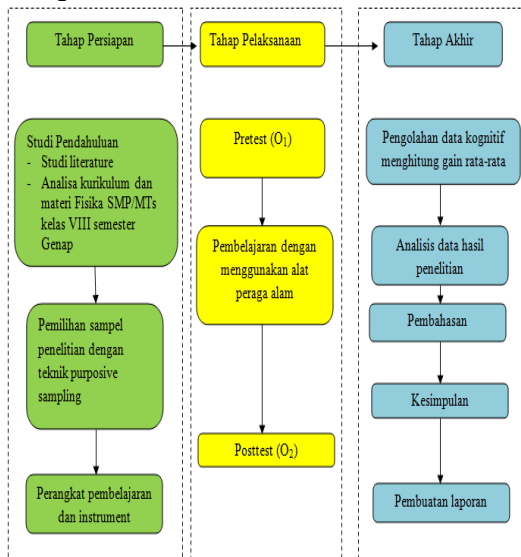 Tahap Persiapan
Tahap Pelaksanaan
Tahap Akhir
Studi Pendahuluan
- Studi literature
- Analisa kurikulum dan
materi Fisika SMP/MTs
kelas VIII semester
Genap
Pemilihan sampel
penelitian dengan
teknik purposive
sampling
Perangkat pembelajaran
dan instrument
Pretest (O₁)
Pembelajaran dengan
menggunakan alat
peraga alam
Posttest (O₂)
Pengolahan data kognitif
menghitung gain rata-rata
Analisis data hasil
penelitian
Pembahasan
Kesimpulan
Pembuatan laporan